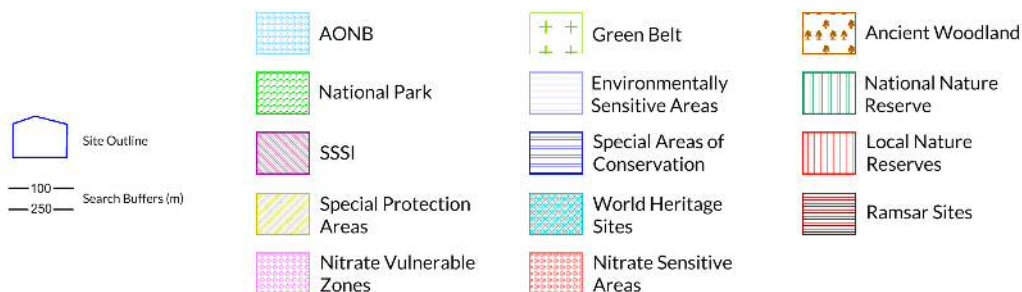 Site Outline
100
Search Buffers (m)
250
AONB
National Park
SSSI
Special Protection
Areas
Nitrate Vulnerable
Zones
Green Belt
Environmentally
Sensitive Areas
Special Areas of
Conservation
World Heritage
Sites
Nitrate Sensitive
Areas
Ancient Woodland
National Nature
Reserve
Local Nature
Reserves
Ramsar Sites